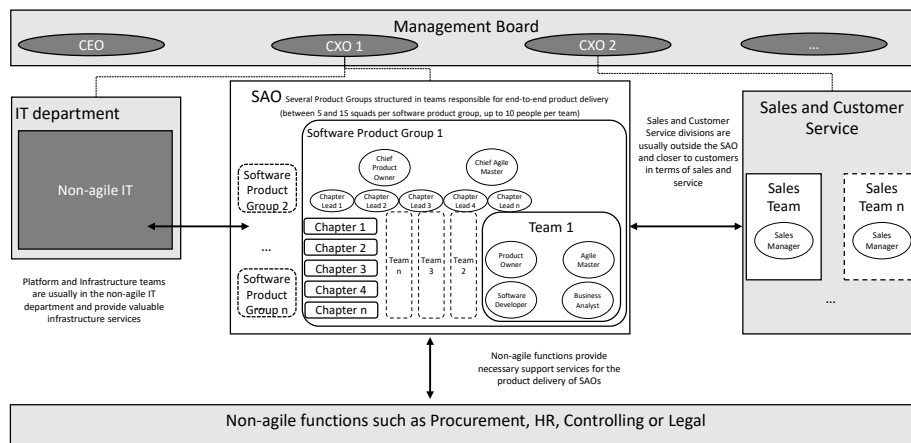 Management Board
CEO
CXO 1
CXO 2
...
IT department
Non-agile IT
Platform and Infrastructure teams
are usually in the non-agile IT
department and provide valuable
infrastructure services
SAO Several Product Groups structured in teams responsible for end-to-end product delivery
(between 5 and 15 squads per software product group, up to 10 people per team)
Software
Product
Group 2
...
Software
Product
Group n
...
Software Product Group 1
Chief
Product
Owner
Chief Agile
Master
Chapter
Lead 1
Chapter
Lead 2
Chapter
Lead 3
Chapter
Lead 4
Chapter
Lead n
Chapter 1
Chapter 2
Chapter 3
Chapter 4
Chapter n
Team
n
Team
3
Team
2
Team 1
Product
Owner
Agile
Master
Software
Developer
Business
Analyst
Sales and Customer
Service divisions are
usually outside the SAO
and closer to customers
in terms of sales and
service
Sales and Customer
Service
Sales
Team
Sales
Manager
Sales
Team n
Sales
Manager
...
Non-agile functions provide
necessary support services for the
product delivery of SAOs
Non-agile functions such as Procurement, HR, Controlling or Legal